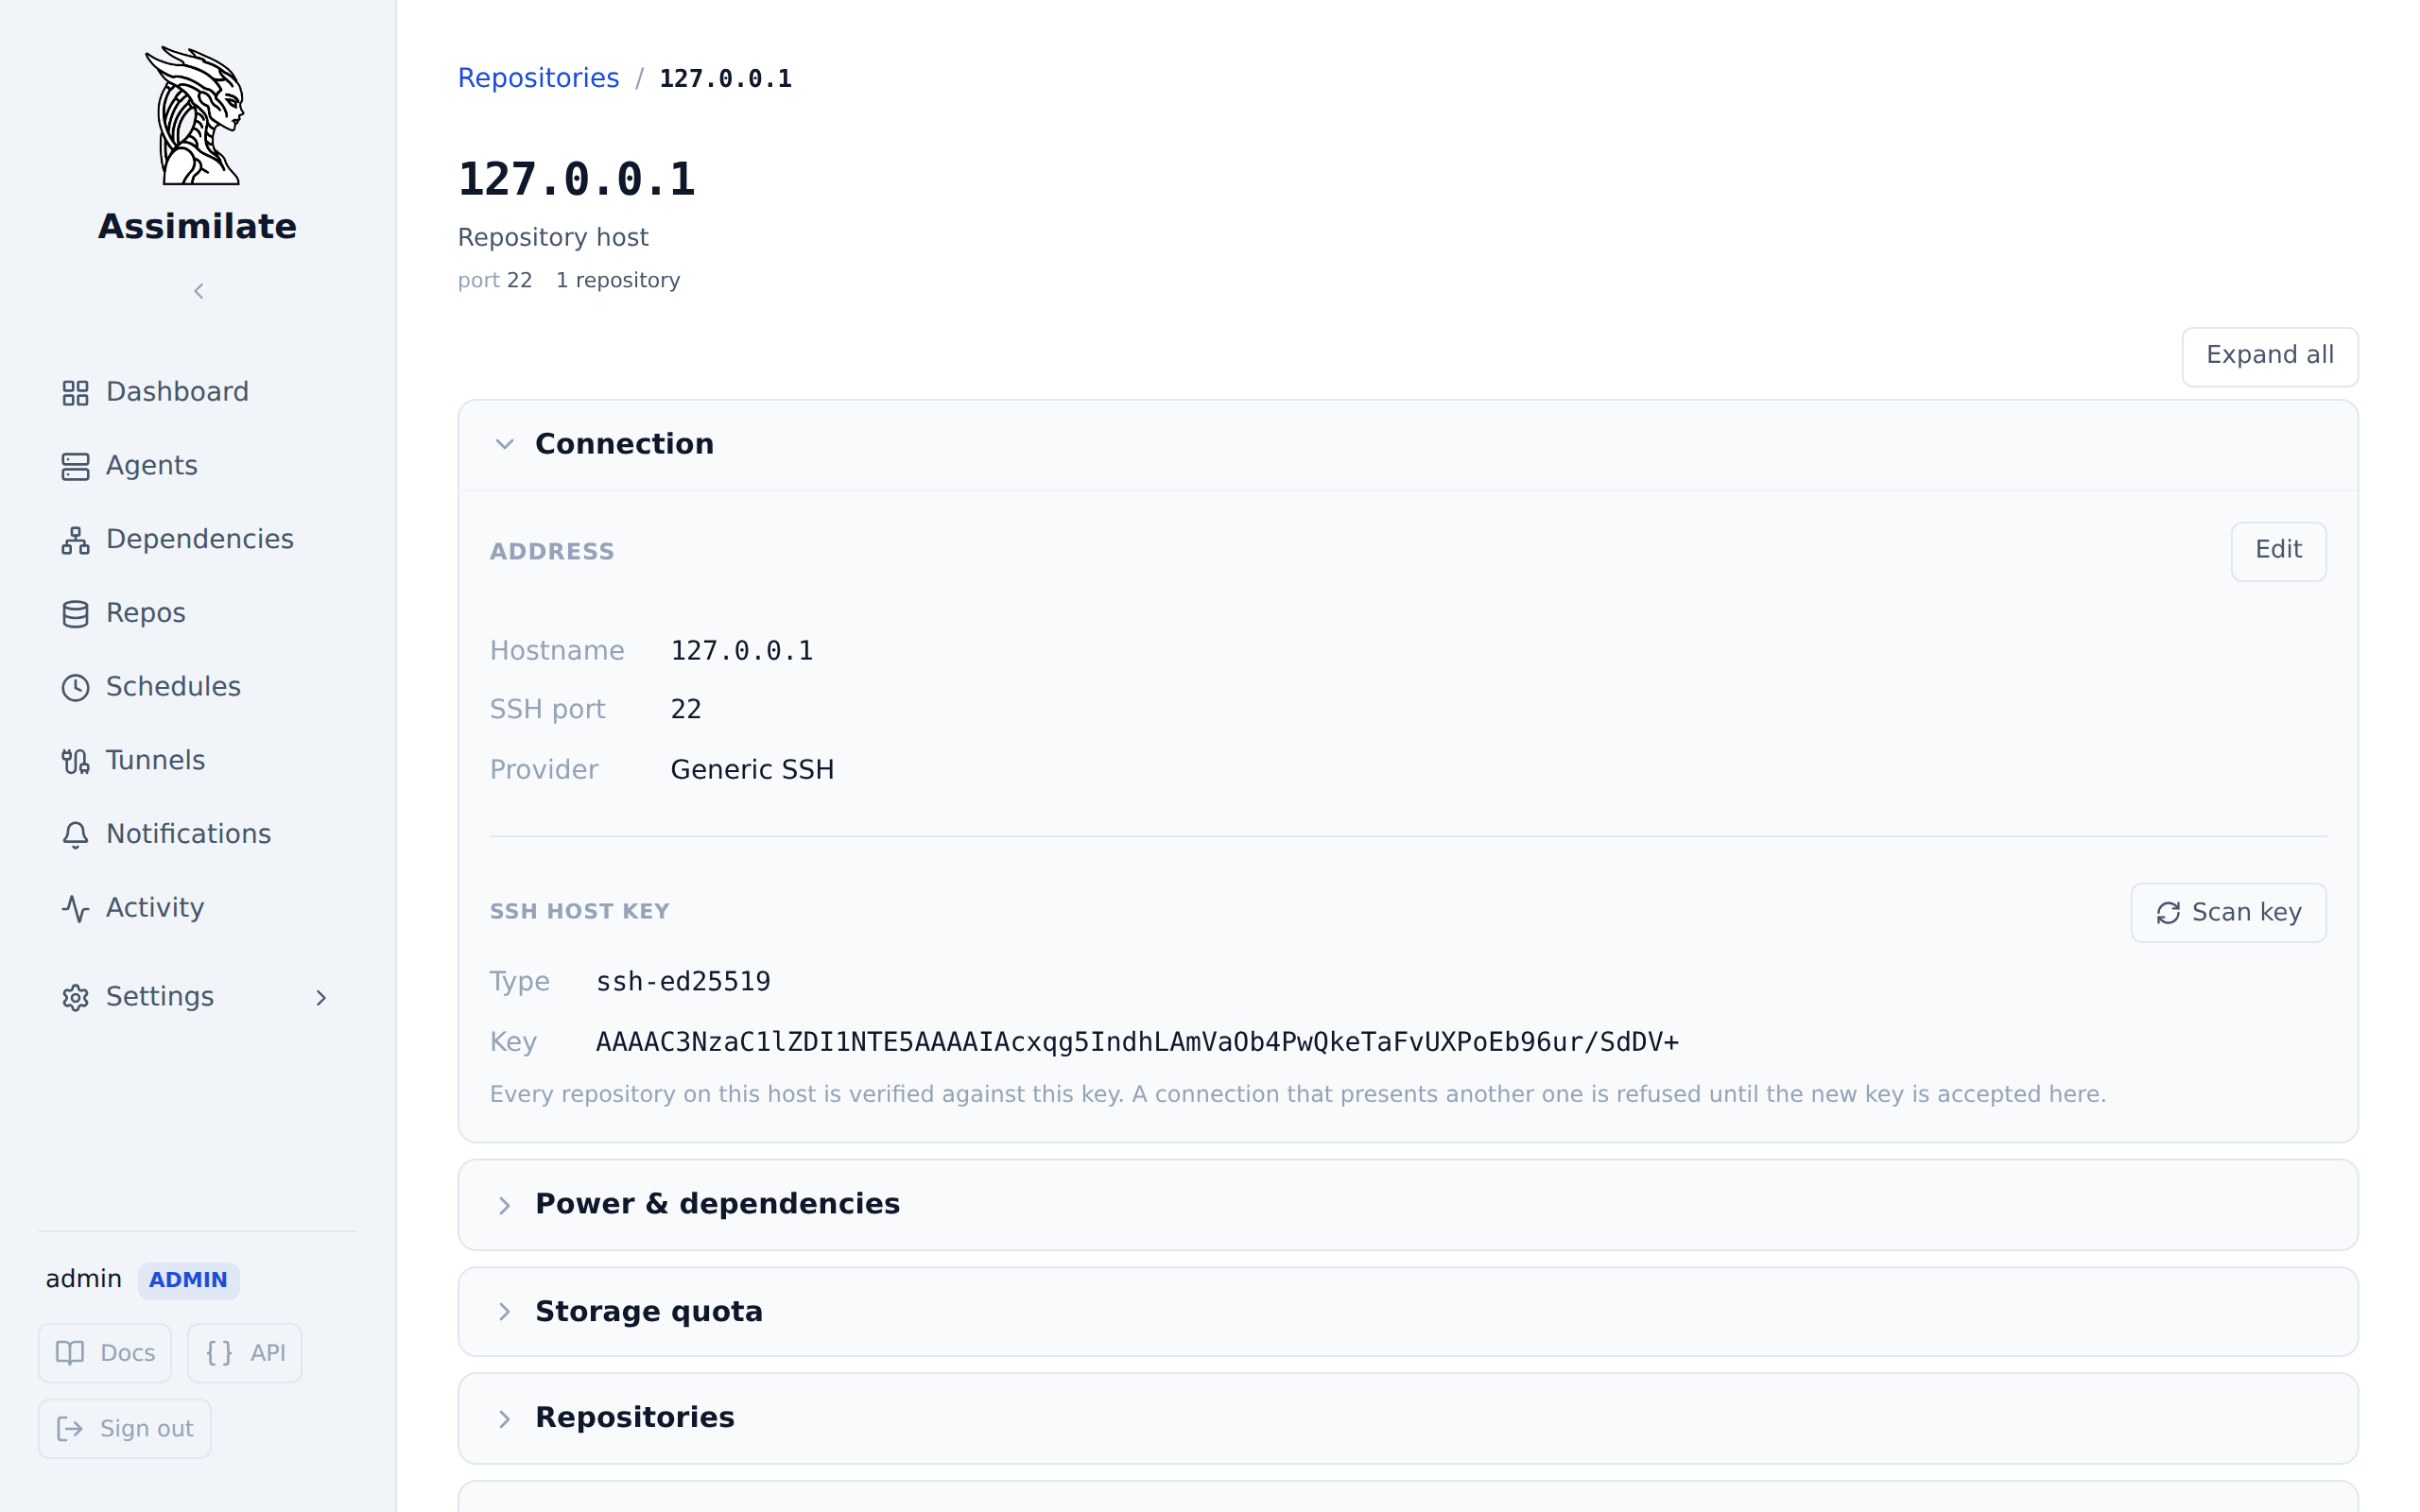 Assimilate
Dashboard
Agents
Dependencies
Repos
Schedules
Tunnels
Notifications
Activity
Settings
admin ADMIN
Docs
API
Sign out
Repositories / 127.0.0.1
127.0.0.1
Repository host
port 22 1 repository
Expand all
Connection
ADDRESS
Edit
Hostname 127.0.0.1
SSH port 22
Provider Generic SSH
SSH HOST KEY
Scan key
Type ssh-ed25519
Key AAAAC3NzaC1lZDI1NTE5AAAAIAcxqg5IndhLAmVaOb4PwQkeTaFvUXPoEb96ur/SdDV+
Every repository on this host is verified against this key. A connection that presents another one is refused until the new key is accepted here.
Power & dependencies
Storage quota
Repositories